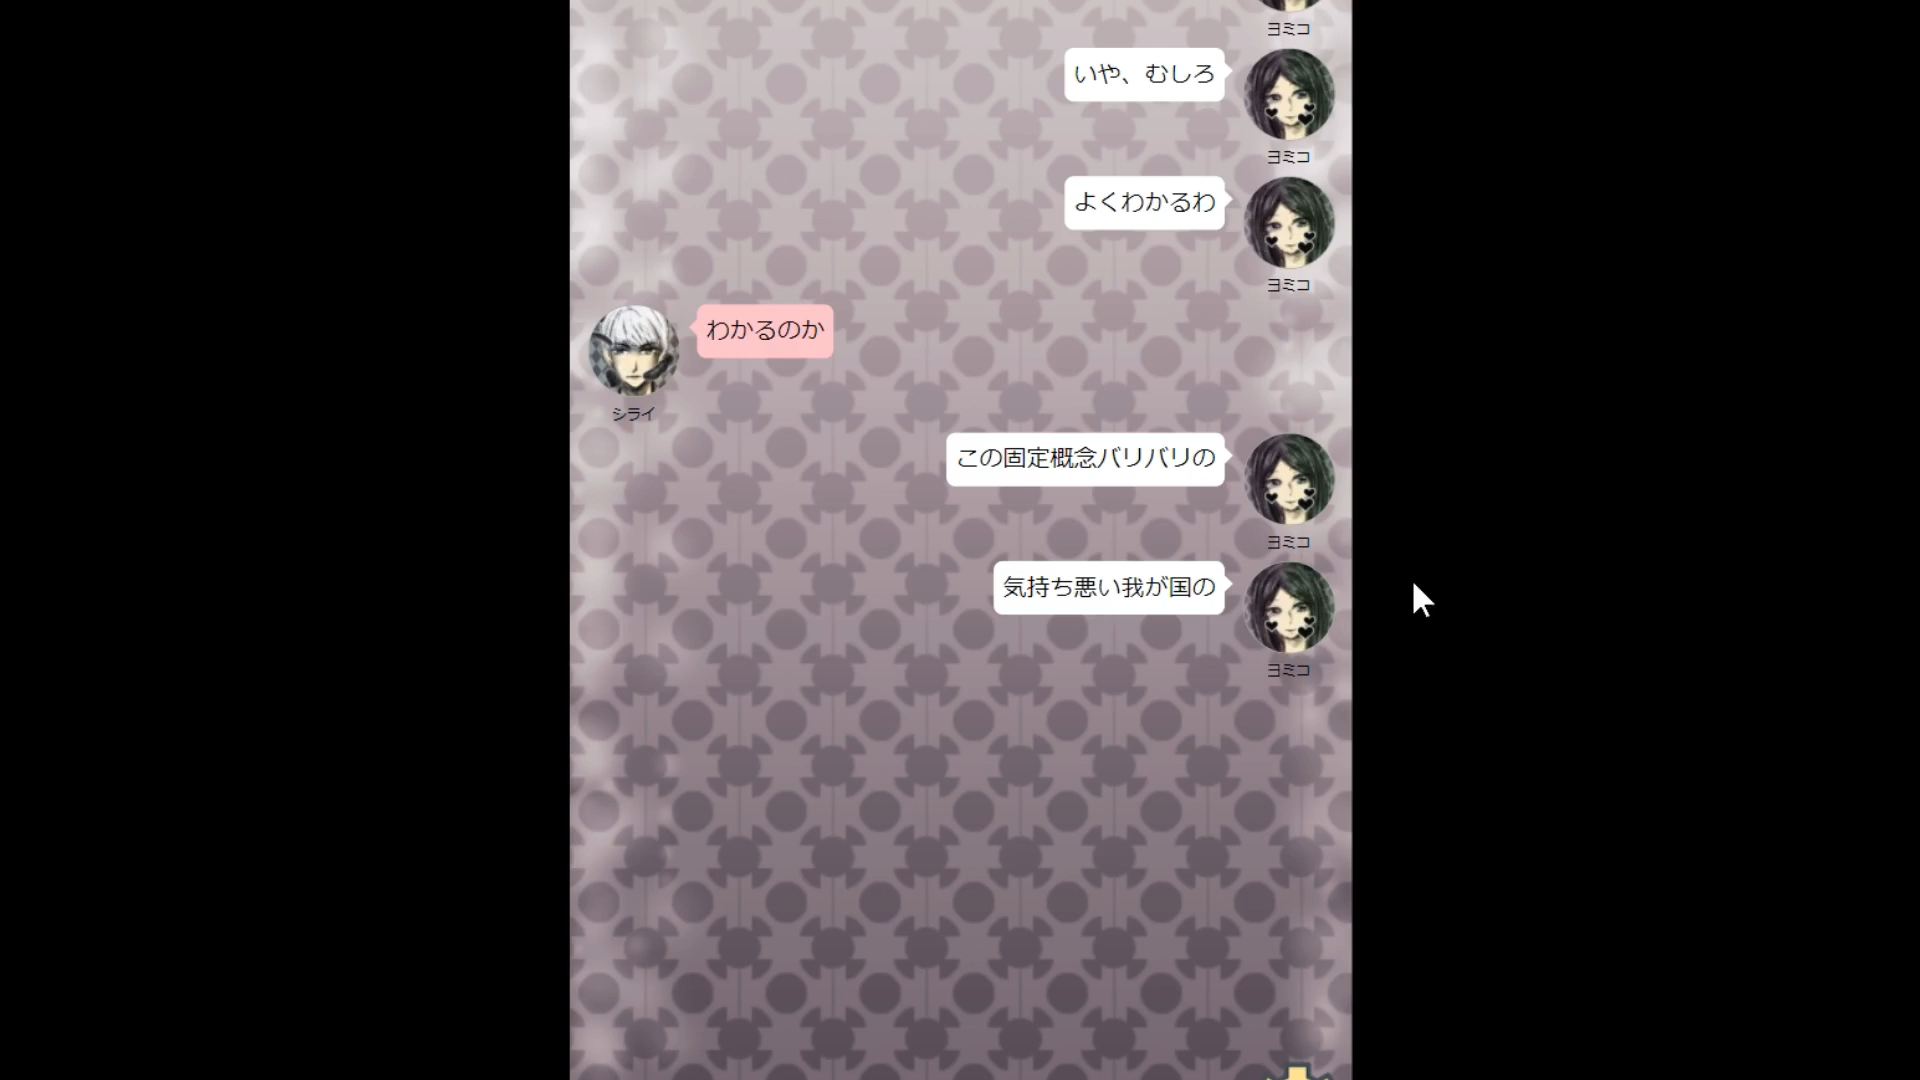 ヨミコ
いや、むしろ
ヨミコ
よくわかるわ
ヨミコ
わかるのか
シライ
この固定概念バリバリの
ヨミコ
気持ち悪い我が国の
ヨミコ